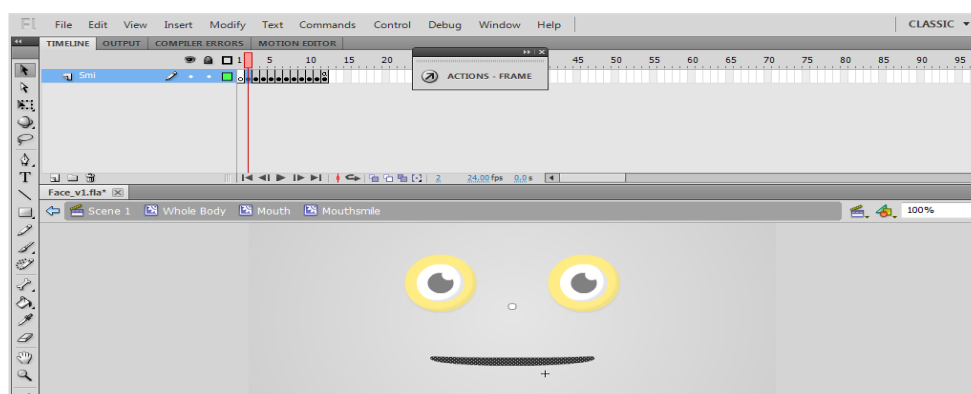 Fl File Edit View Insert Modify Text Commands Control Debug Window Help CLASSIC
TIMELINE OUTPUT COMPILER ERRORS MOTION EDITOR
1 5 10 15 20 45 50 55 60 65 70 75 80 85 90 95
Smi
ACTIONS - FRAME
2 24,00 fps 0,0 s
Face_v1.fla*
Scene 1 Whole Body Mouth Mouthsmile 100%
T